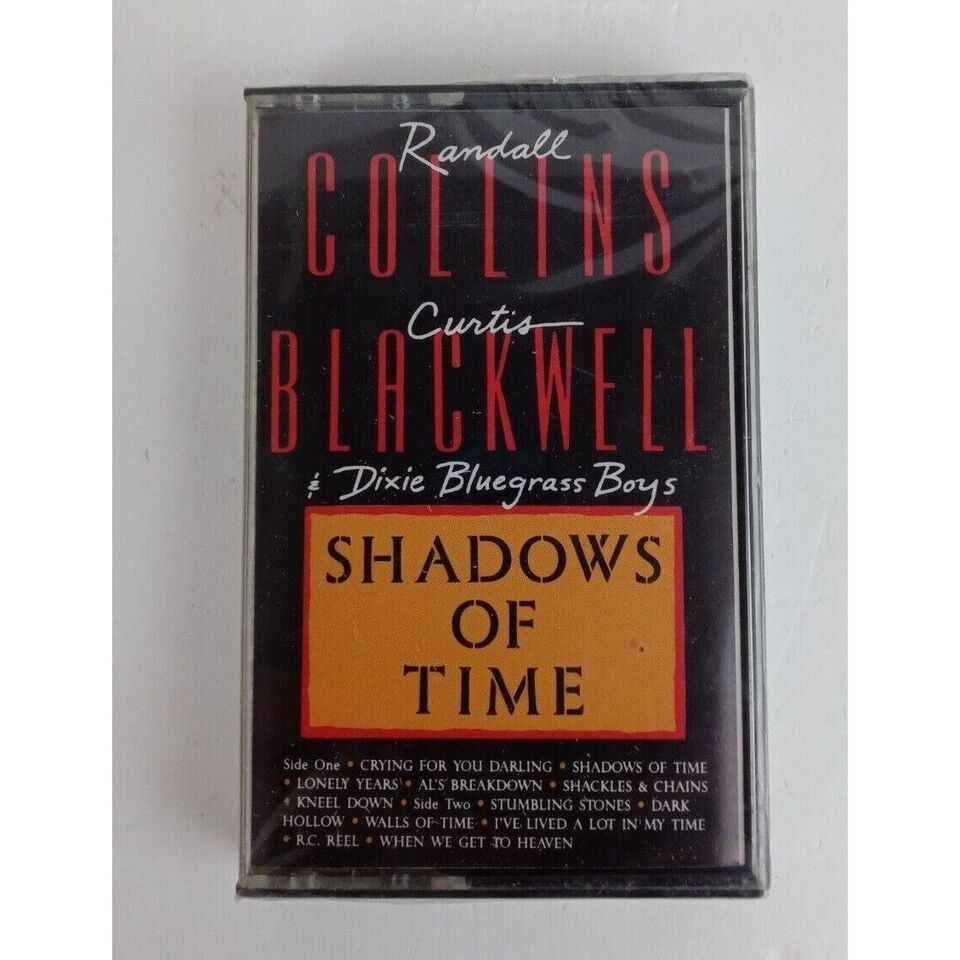 Randall
COLLINS
Curtis
BLACKWELL
& Dixie Bluegrass Boys
SHADOWS
OF
TIME
Side One • CRYING FOR YOU DARLING • SHADOWS OF TIME
• LONELY YEARS • AL'S BREAKDOWN • SHACKLES & CHAINS
• KNEEL DOWN • Side Two • STUMBLING STONES • DARK
HOLLOW • WALLS OF TIME • I'VE LIVED A LOT IN MY TIME
• R.C. REEL • WHEN WE GET TO HEAVEN